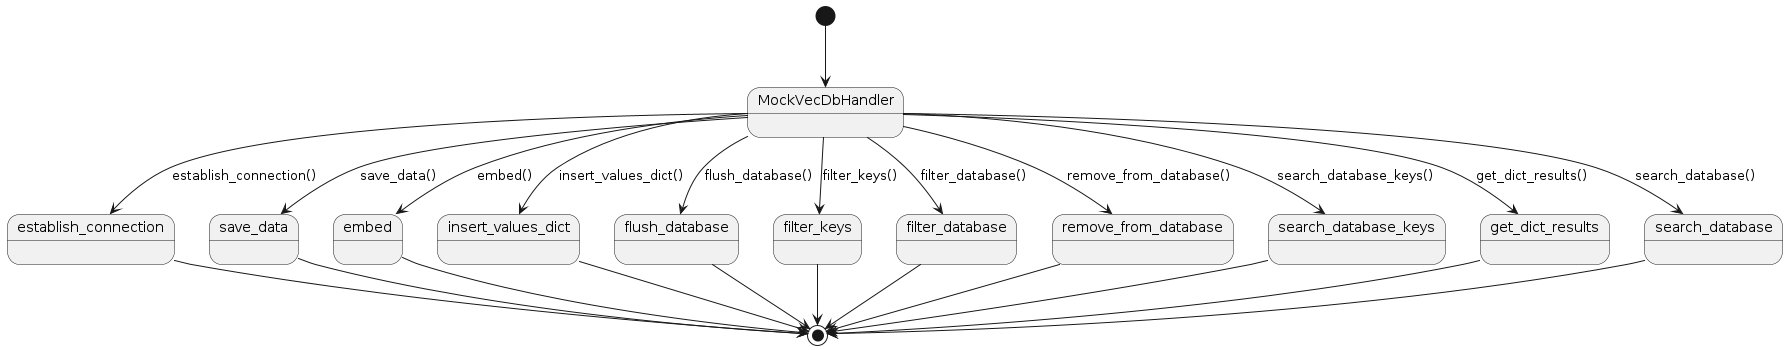 MockVecDbHandler
establish_connection()
save_data()
embed()
insert_values_dict()
flush_database()
filter_keys()
filter_database()
remove_from_database()
search_database_keys()
get_dict_results()
search_database()
establish_connection
save_data
embed
insert_values_dict
flush_database
filter_keys
filter_database
remove_from_database
search_database_keys
get_dict_results
search_database